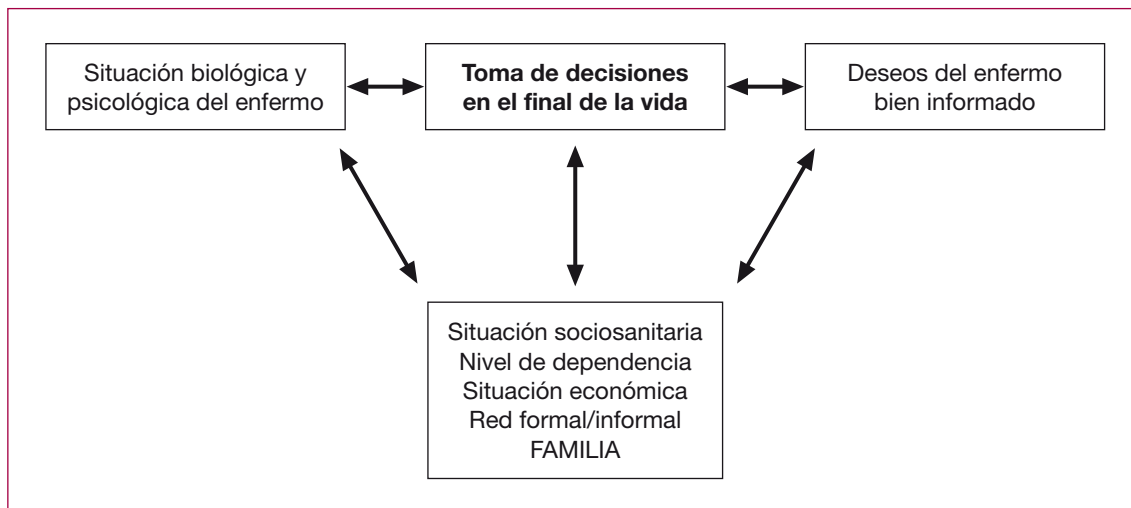 Situación biológica y
psicológica del enfermo
Toma de decisiones
en el final de la vida
Deseos del enfermo
bien informado
Situación sociosanitaria
Nivel de dependencia
Situación económica
Red formal/informal
FAMILIA